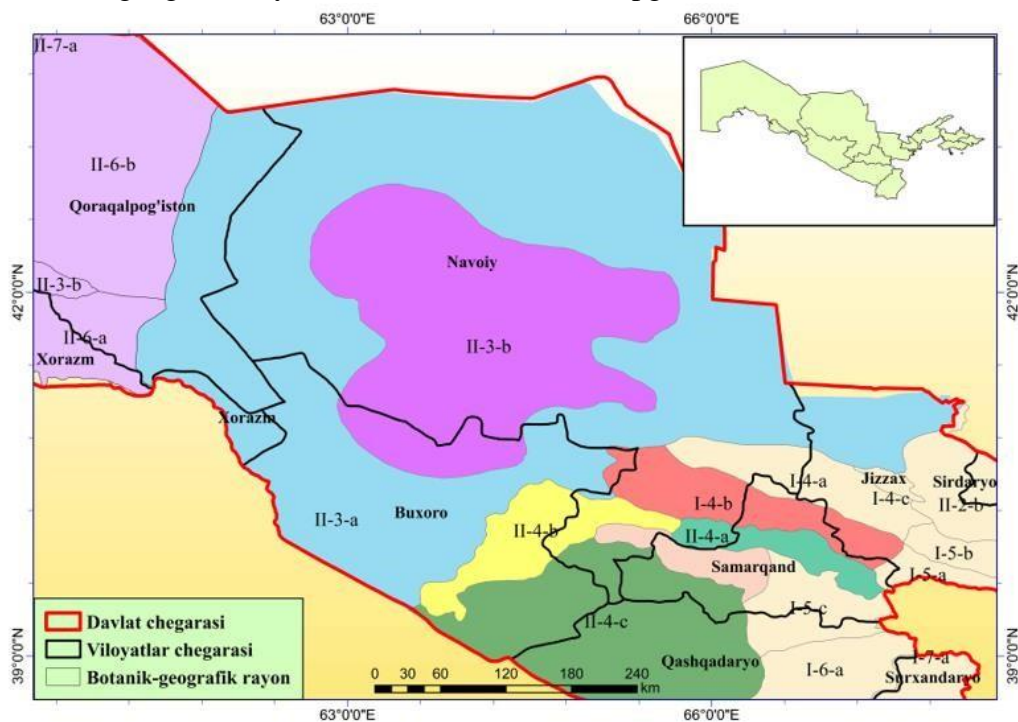 63°0'0"E 66°0'0"E
II-7-a
II-6-b
Qoraqalpog'iston
Navoiy
42°0'0"N
42°0'0"N
II-3-b
II-6-a
Xorazm
II-3-b
Xorazm
I-4-a
Jizzax
Sirdaryo
I-4-b
I-4-c
II-2-b
II-3-a
Buxoro
II-4-b
II-4-a
I-5-b
Samarqand
I-5-a
I-5-c
II-4-c
Qashqadaryo
I-6-a
I-7-a
Surxandaryo
39°0'0"N
39°0'0"N
Davlat chegarasi
Viloyatlar chegarasi
Botanik-geografik rayon
0 30 60 120 180 240
km
63°0'0"E 66°0'0"E